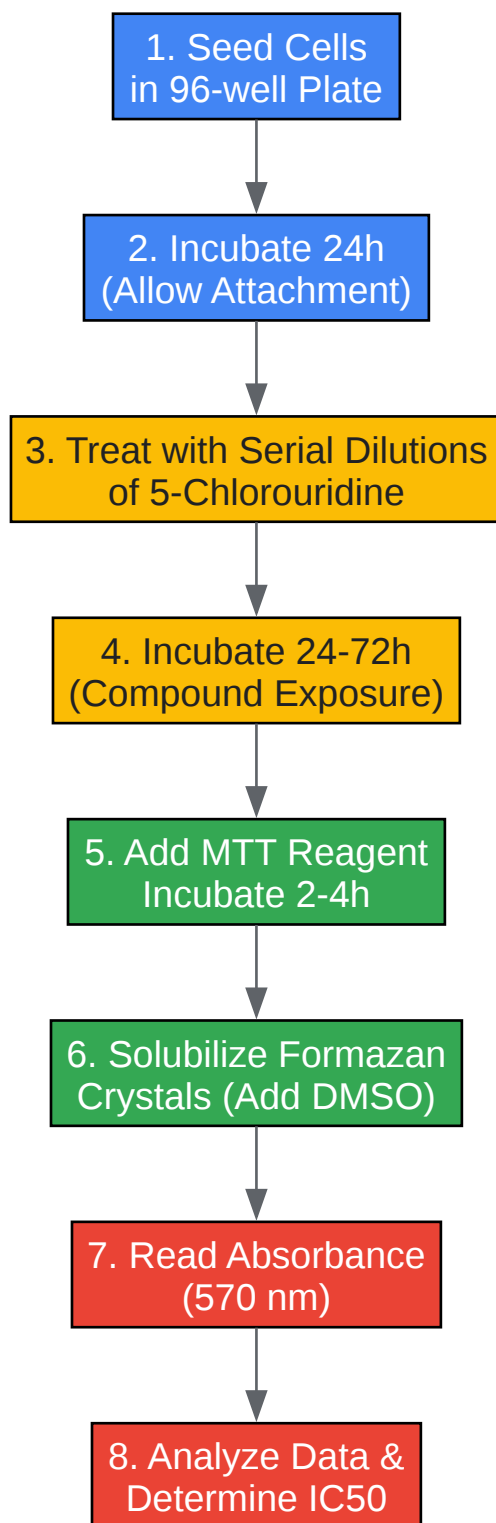 1. Seed Cells
in 96-well Plate
2. Incubate 24h
(Allow Attachment)
3. Treat with Serial Dilutions
of 5-Chlorouridine
4. Incubate 24-72h
(Compound Exposure)
5. Add MTT Reagent
Incubate 2-4h
6. Solubilize Formazan
Crystals (Add DMSO)
7. Read Absorbance
(570 nm)
8. Analyze Data &
Determine IC50